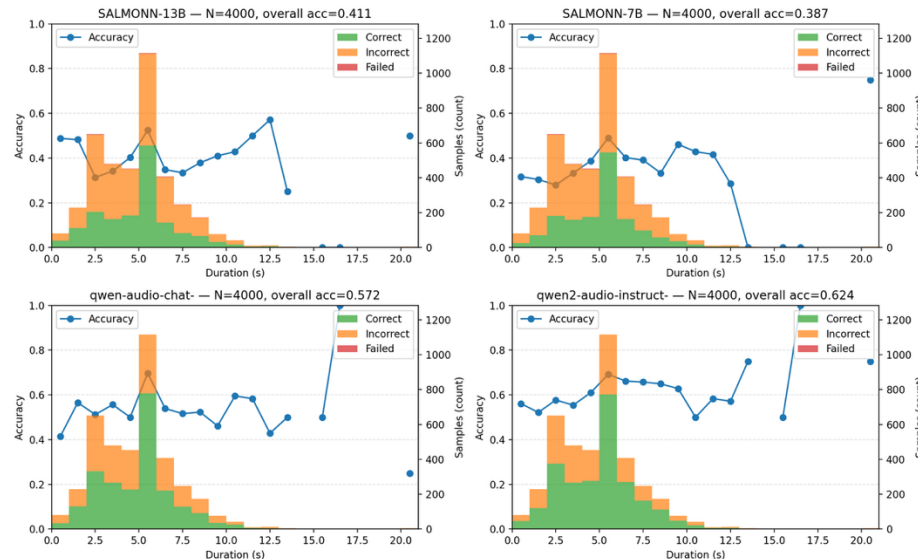 SALMONN-13B — N=4000, overall acc=0.411
Accuracy
Correct
Incorrect
Failed
1.0
0.8
0.6
0.4
0.2
0.0
Accuracy
1200
1000
800
600
400
200
0
Samples (count)
0.0 2.5 5.0 7.5 10.0 12.5 15.0 17.5 20.0
Duration (s)
SALMONN-7B — N=4000, overall acc=0.387
Accuracy
Correct
Incorrect
Failed
1.0
0.8
0.6
0.4
0.2
0.0
Accuracy
1200
1000
800
600
400
200
0
0.0 2.5 5.0 7.5 10.0 12.5 15.0 17.5 20.0
Duration (s)
qwen-audio-chat- — N=4000, overall acc=0.572
Accuracy
Correct
Incorrect
Failed
1.0
0.8
0.6
0.4
0.2
0.0
Accuracy
1200
1000
800
600
400
200
0
Samples (count)
0.0 2.5 5.0 7.5 10.0 12.5 15.0 17.5 20.0
Duration (s)
qwen2-audio-instruct- — N=4000, overall acc=0.624
Accuracy
Correct
Incorrect
Failed
1.0
0.8
0.6
0.4
0.2
0.0
Accuracy
1200
1000
800
600
400
200
0
0.0 2.5 5.0 7.5 10.0 12.5 15.0 17.5 20.0
Duration (s)